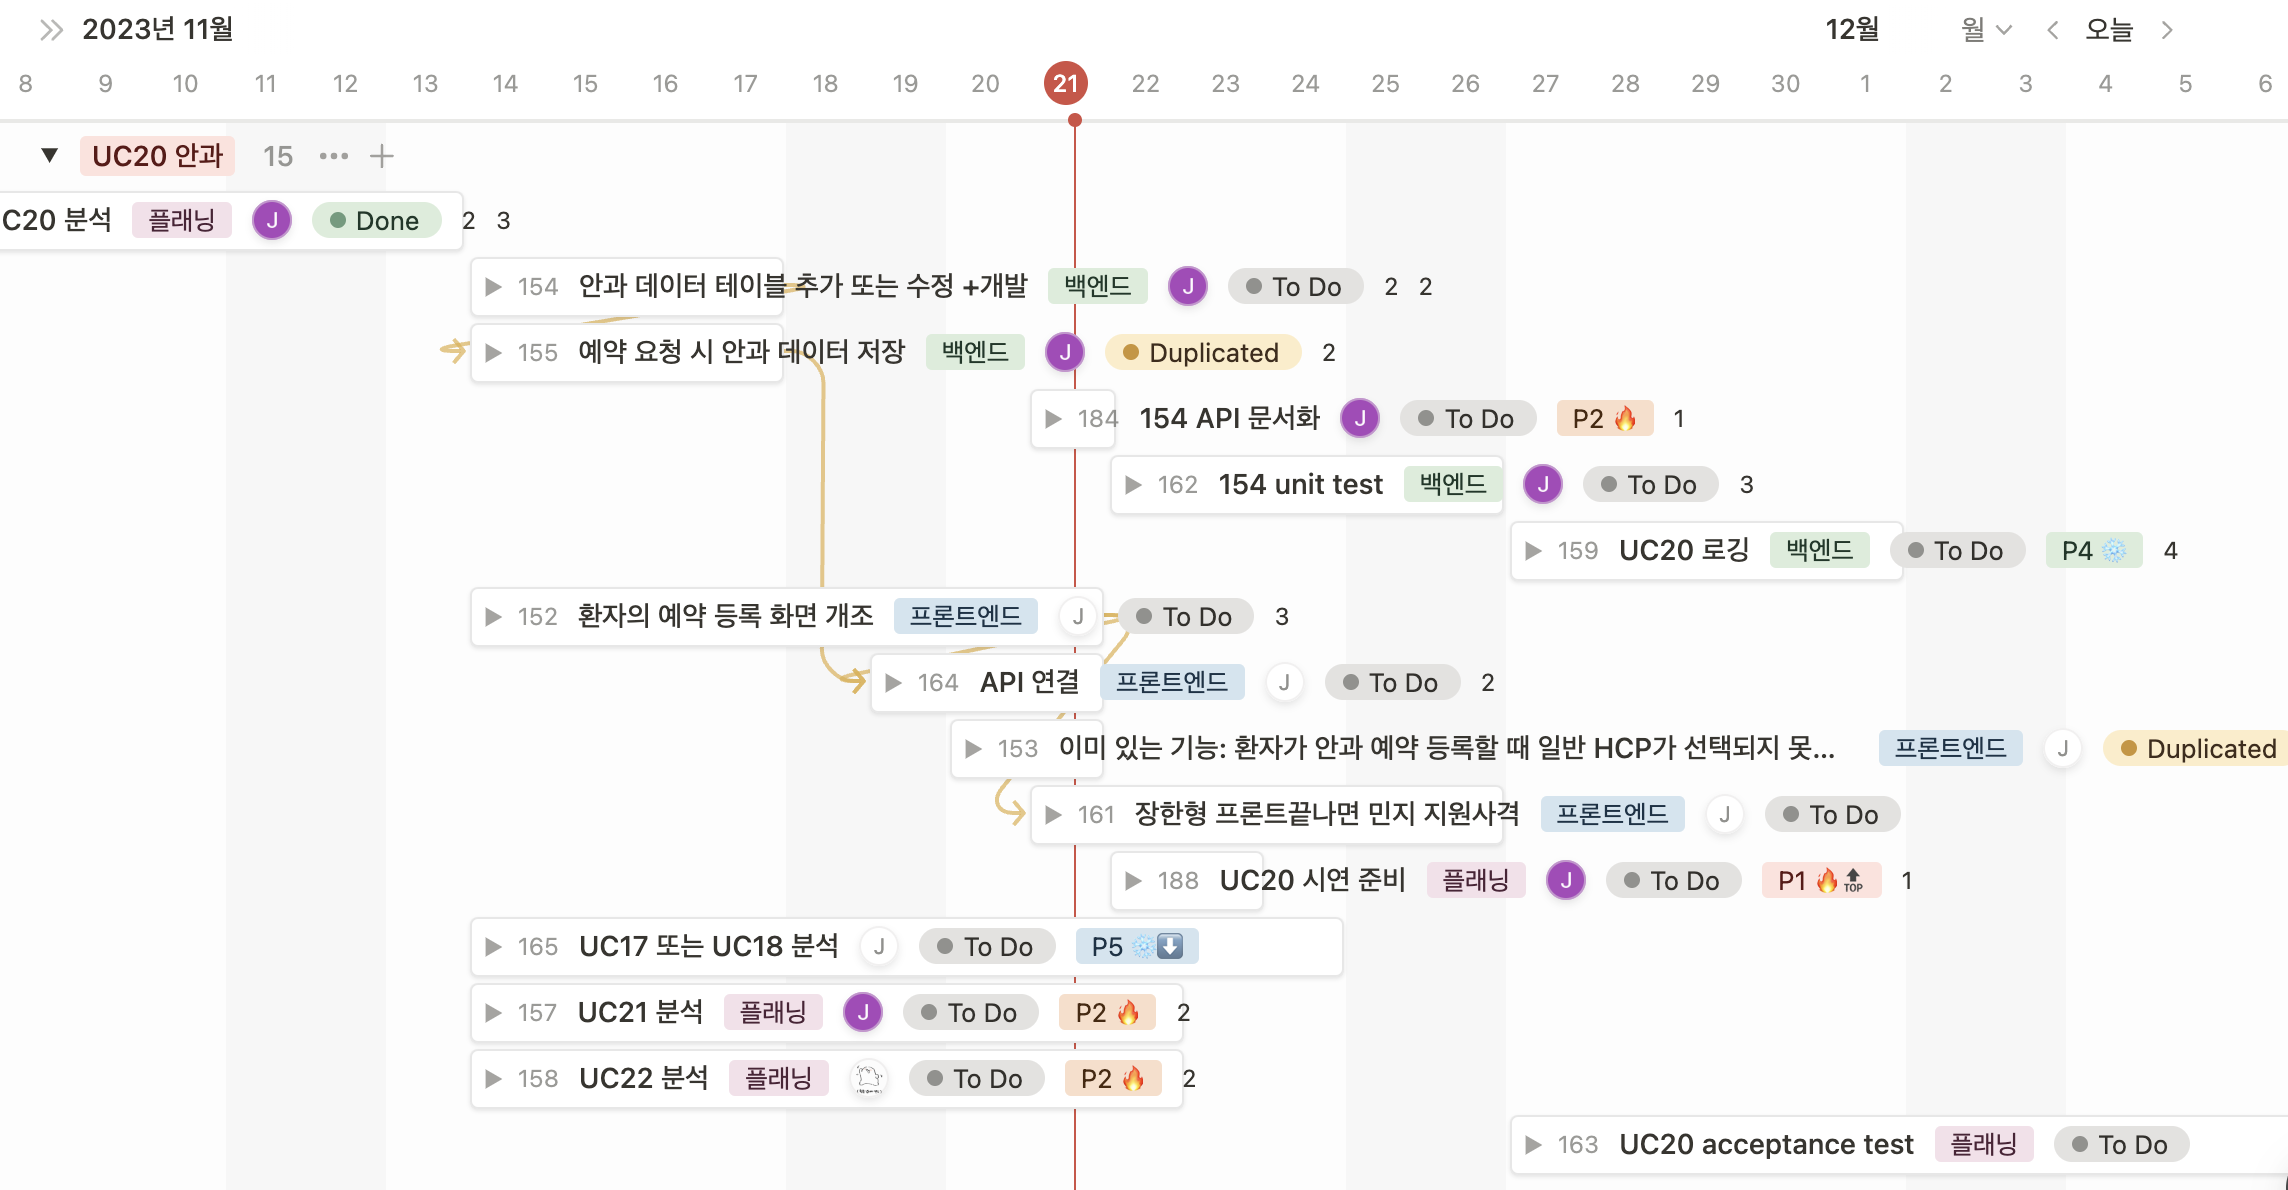 2023년 11월 12월 월 오늘
8 9 10 11 12 13 14 15 16 17 18 19 20 21 22 23 24 25 26 27 28 29 30 1 2 3 4 5 6
UC20 안과 15
C20 분석 플래닝 J Done 2 3
154 안과 데이터 테이블 추가 또는 수정 +개발 백엔드 J To Do 2 2
155 예약 요청 시 안과 데이터 저장 백엔드 J Duplicated 2
184 154 API 문서화 J To Do P2 🔥 1
162 154 unit test 백엔드 J To Do 3
159 UC20 로깅 백엔드 To Do P4 ❄️ 4
152 환자의 예약 등록 화면 개조 프론트엔드 J To Do 3
164 API 연결 프론트엔드 J To Do 2
153 이미 있는 기능: 환자가 안과 예약 등록할 때 일반 HCP가 선택되지 못... 프론트엔드 J Duplicated
161 장한형 프론트끝나면 민지 지원사격 프론트엔드 J To Do
188 UC20 시연 준비 플래닝 J To Do P1 🔥🔝 1
165 UC17 또는 UC18 분석 J To Do P5 ❄️⬇️
157 UC21 분석 플래닝 J To Do P2 🔥 2
158 UC22 분석 플래닝 To Do P2 🔥 2
163 UC20 acceptance test 플래닝 To Do